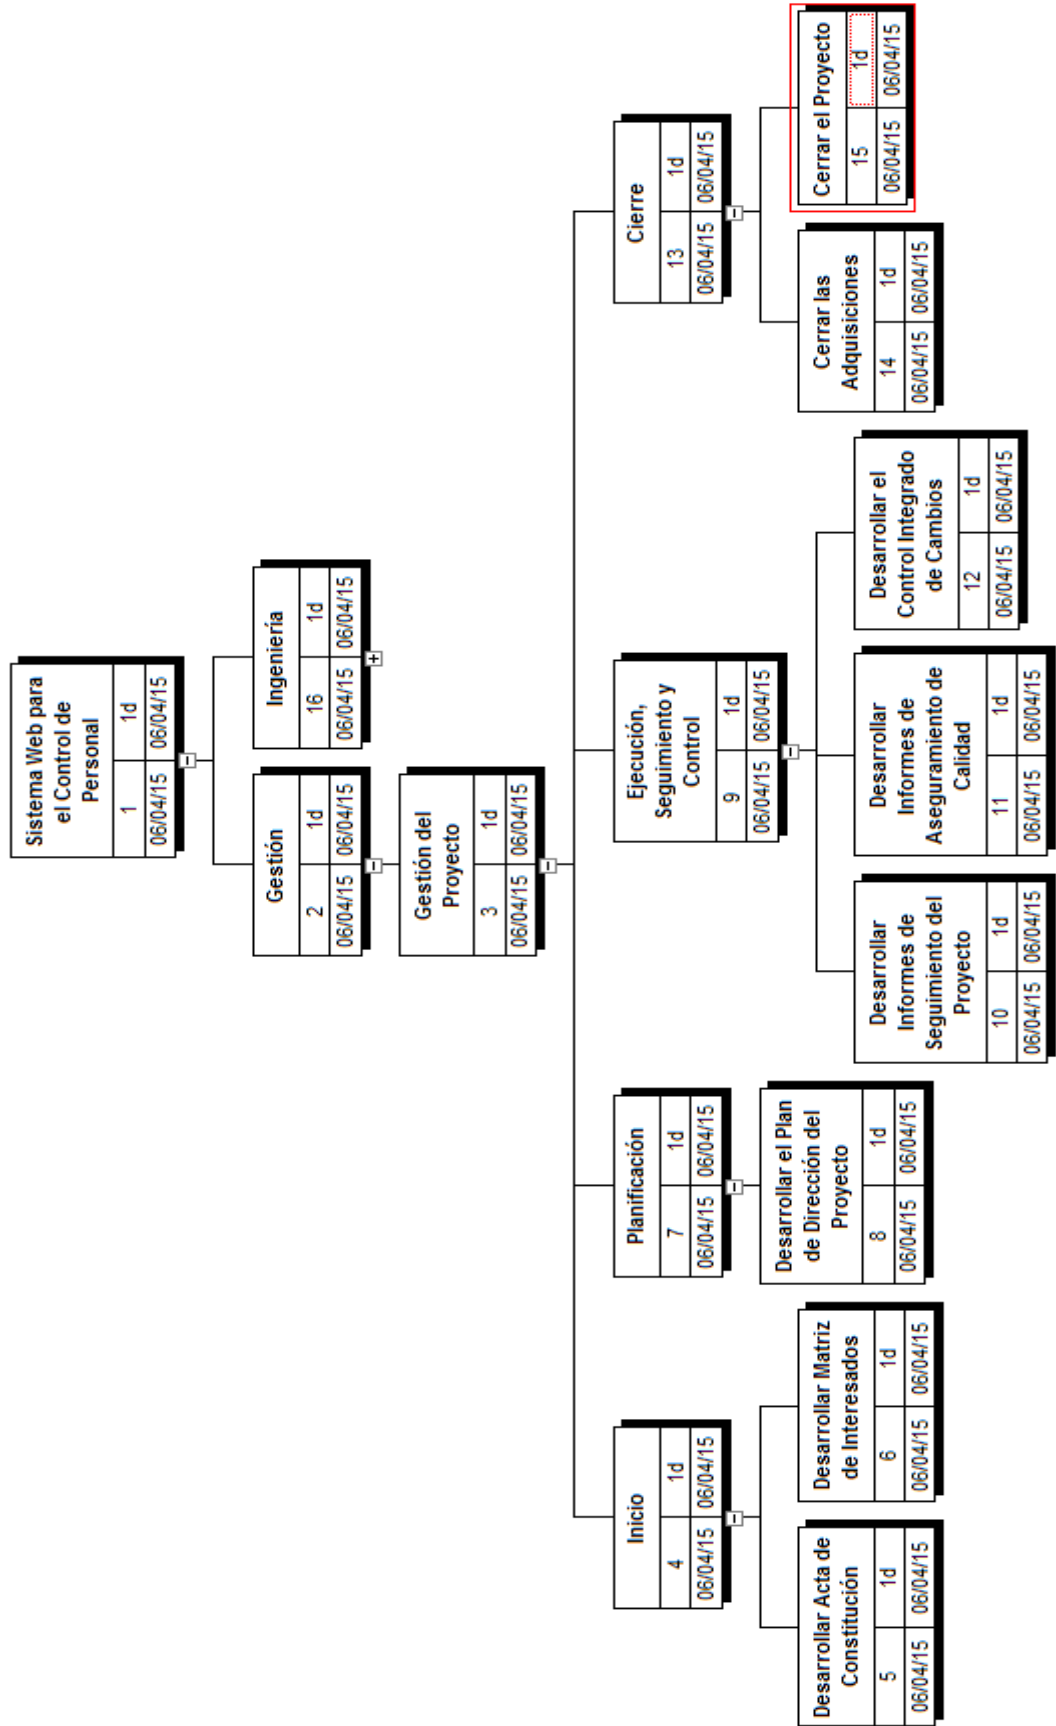 Sistema Web para
el Control de
Personal
1 1d
06/04/15 06/04/15
Gestión
2 1d
06/04/15 06/04/15
Ingeniería
16 1d
06/04/15 06/04/15
Gestión del
Proyecto
3 1d
06/04/15 06/04/15
Inicio
4 1d
06/04/15 06/04/15
Planificación
7 1d
06/04/15 06/04/15
Ejecución,
Seguimiento y
Control
9 1d
06/04/15 06/04/15
Cierre
13 1d
06/04/15 06/04/15
Desarrollar Acta de
Constitución
5 1d
06/04/15 06/04/15
Desarrollar Matriz
de Interesados
6 1d
06/04/15 06/04/15
Desarrollar el Plan
de Dirección del
Proyecto
8 1d
06/04/15 06/04/15
Desarrollar
Informes de
Seguimiento del
Proyecto
10 1d
06/04/15 06/04/15
Desarrollar
Informes de
Aseguramiento de
Calidad
11 1d
06/04/15 06/04/15
Desarrollar el
Control Integrado
de Cambios
12 1d
06/04/15 06/04/15
Cerrar las
Adquisiciones
14 1d
06/04/15 06/04/15
Cerrar el Proyecto
15 1d
06/04/15 06/04/15